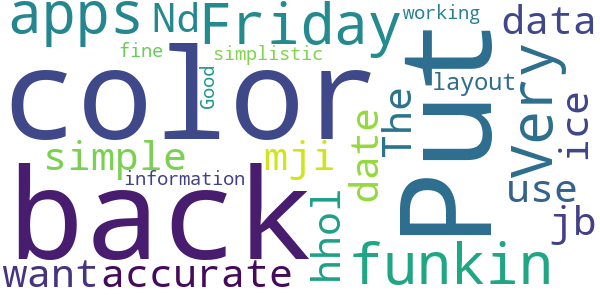 apps
Nd
Friday
working
data
fine
simplistic
color
Good
The
Put
layout
very
ice
simple
mji
date
use
back
information
hhol
jb
want
accurate
funkin